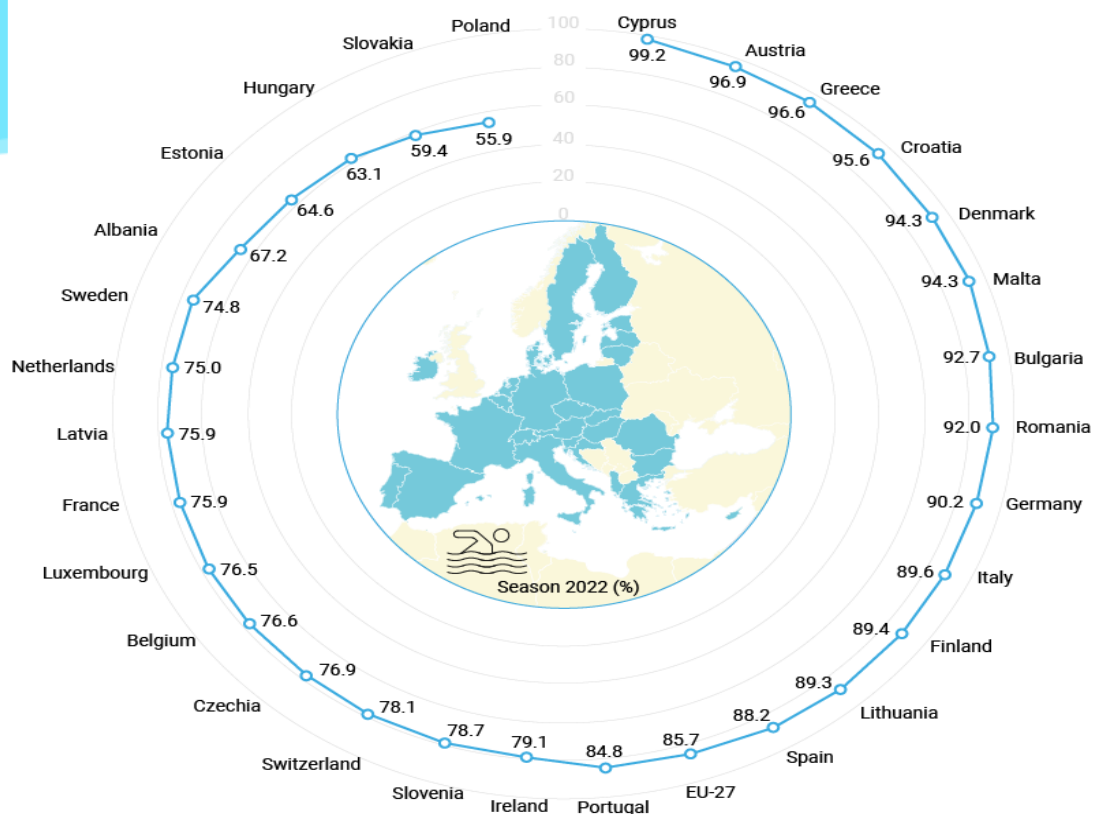 100
80
60
40
20
0
Cyprus
99.2
Austria
96.9
Greece
96.6
Croatia
95.6
Denmark
94.3
Malta
94.3
Bulgaria
92.7
Romania
92.0
Germany
90.2
Italy
89.6
Finland
89.4
Lithuania
89.3
Spain
88.2
EU-27
85.7
Portugal
84.8
Ireland
79.1
Slovenia
78.7
Switzerland
78.1
Czechia
76.9
Belgium
76.6
Luxembourg
76.5
France
75.9
Latvia
75.9
Netherlands
75.0
Sweden
74.8
Albania
67.2
Estonia
64.6
Hungary
63.1
Slovakia
59.4
Poland
55.9
Season 2022 (%)